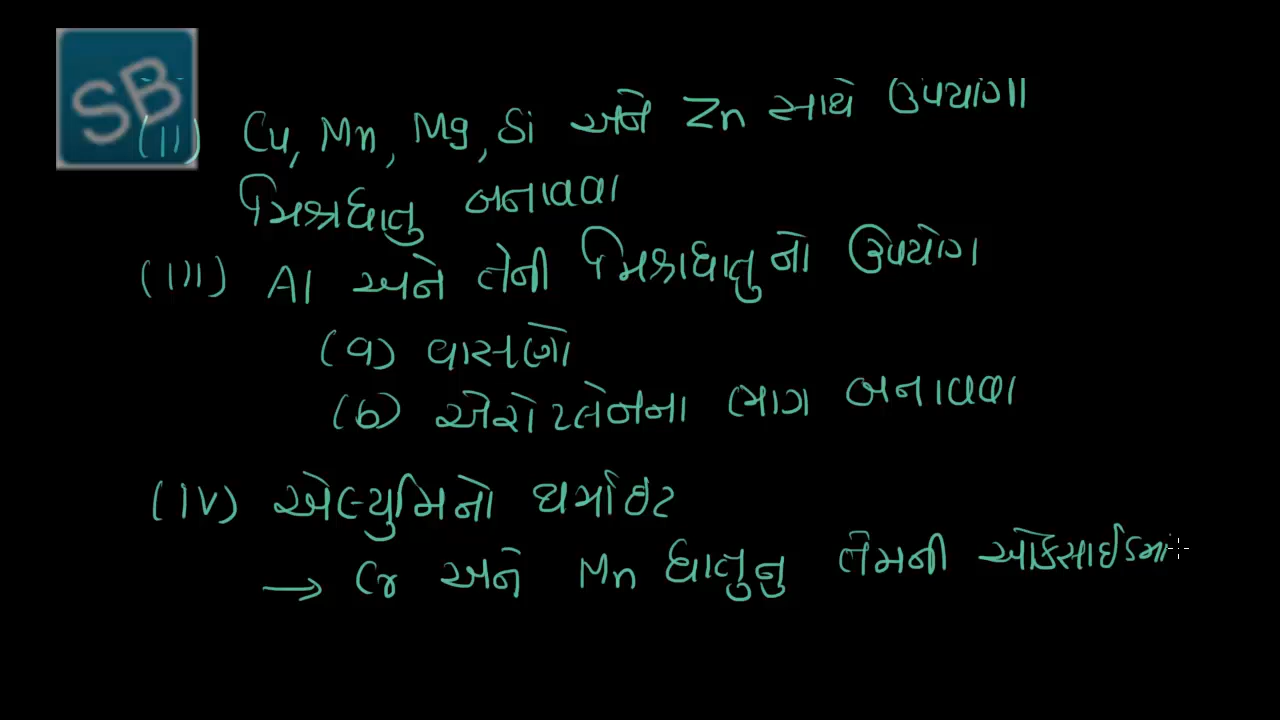 SB
(II) Cu, Mn, Mg, Si અને Zn સાથે ઉપયોગી
મિશ્રધાતુ બનાવવા
(III) Al અને તેની મિશ્રધાતુનો ઉપયોગ
(a) વાસણો
(b) એરોપ્લેનના ભાગ બનાવવા
(IV) એલ્યુમિનો થર્માઈટ
→ Cr અને Mn ધાતુનુ તેમની ઓક્સાઈડમાં